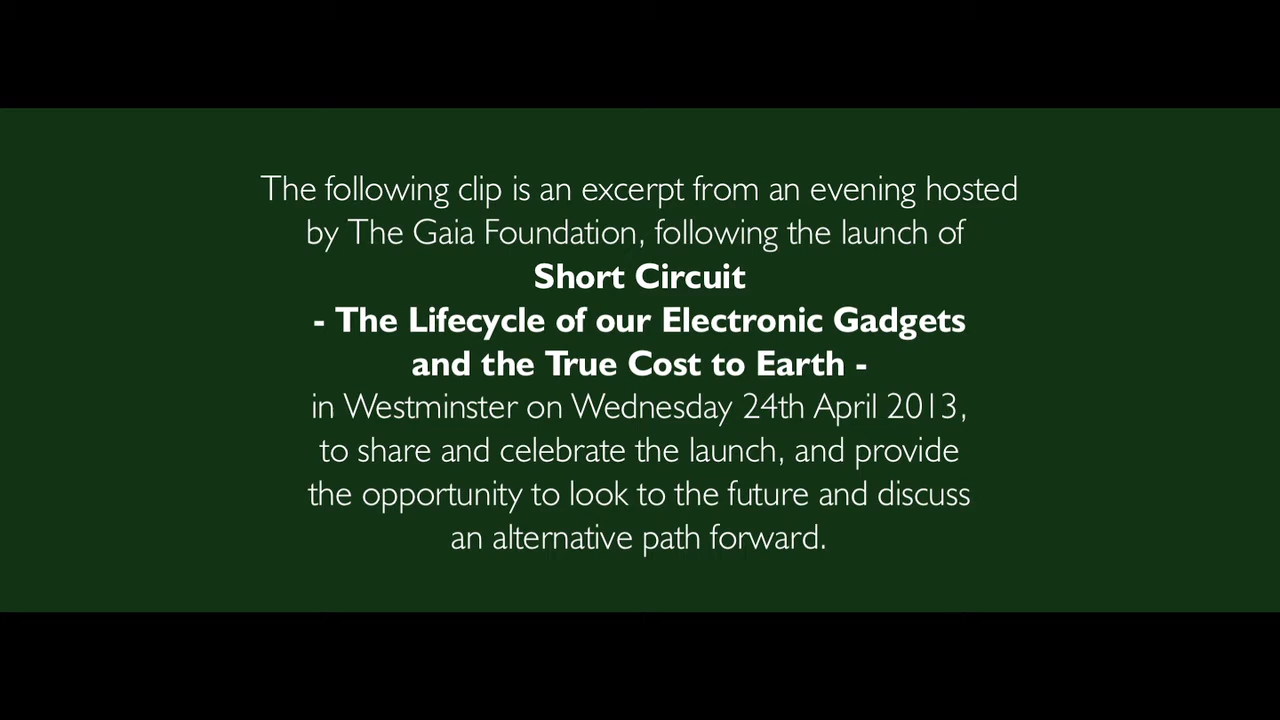 The following clip is an excerpt from an evening hosted
by The Gaia Foundation, following the launch of
Short Circuit
- The Lifecycle of our Electronic Gadgets
and the True Cost to Earth -
in Westminster on Wednesday 24th April 2013,
to share and celebrate the launch, and provide
the opportunity to look to the future and discuss
an alternative path forward.